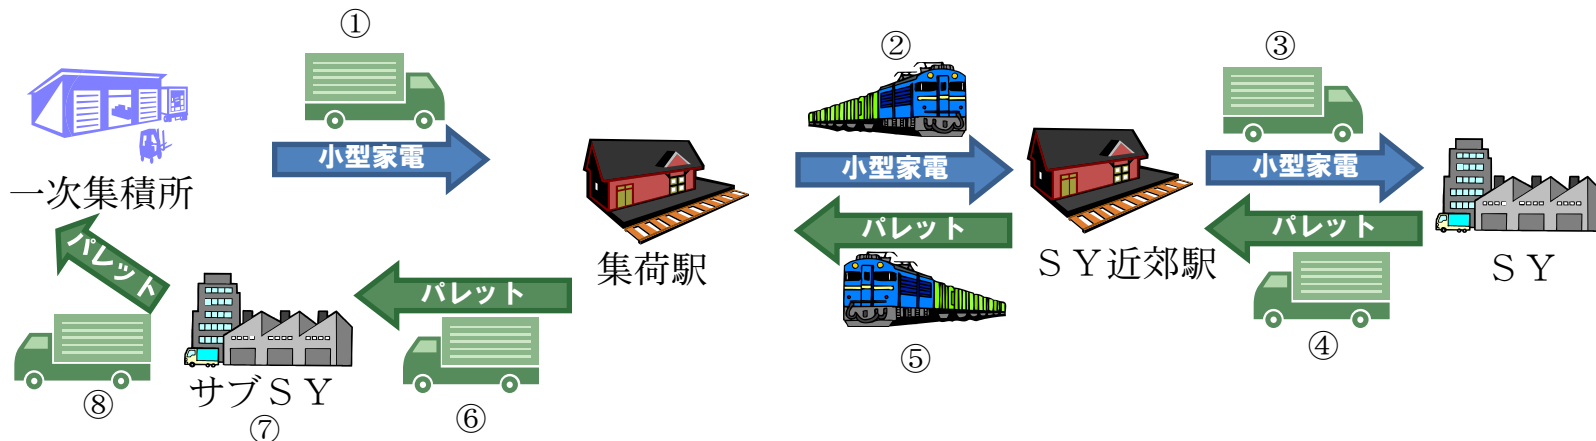 ①
②
③
小型家電
小型家電
小型家電
一次集積所
パレット
パレット
パレット
パレット
集荷駅
ＳＹ近郊駅
ＳＹ
サブＳＹ
④
⑤
⑥
⑦
⑧